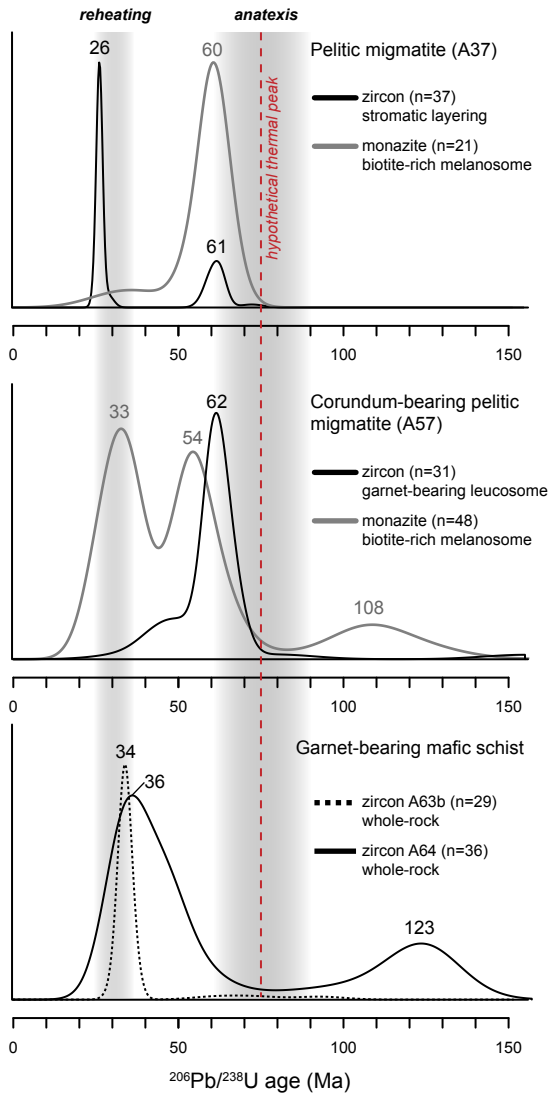 reheating anatexis
26
60
61
Pelitic migmatite (A37)
zircon (n=37)
stromatic layering
monazite (n=21)
biotite-rich melanosome
hypothetical thermal peak
0 50 100 150
33
54
62
108
Corundum-bearing pelitic
migmatite (A57)
zircon (n=31)
garnet-bearing leucosome
monazite (n=48)
biotite-rich melanosome
0 50 100 150
34
36
123
Garnet-bearing mafic schist
zircon A63b (n=29)
whole-rock
zircon A64 (n=36)
whole-rock
0 50 100 150
²⁰⁶Pb/²³⁸U age (Ma)